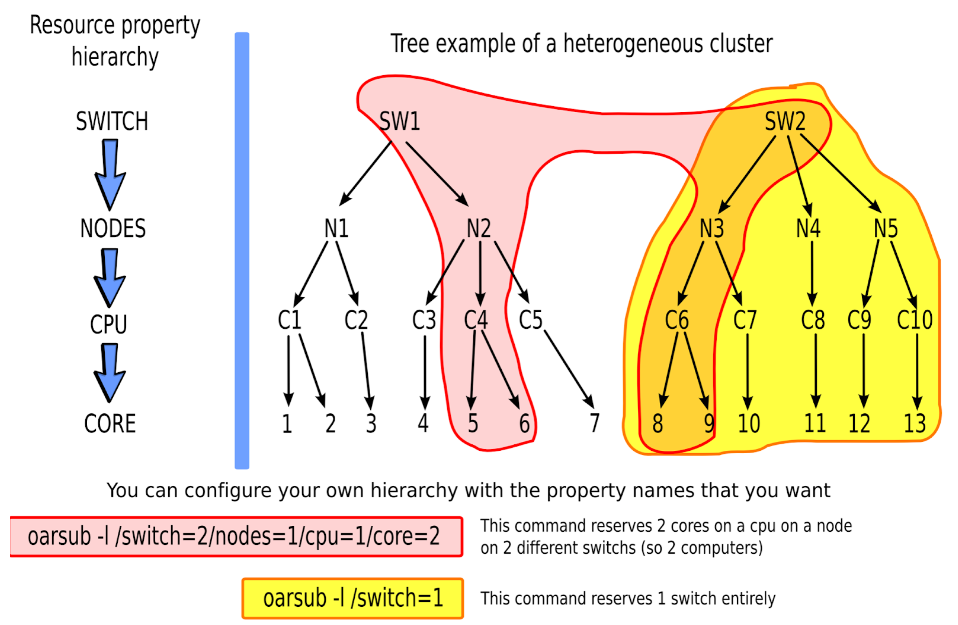 Resource property
hierarchy
Tree example of a heterogeneous cluster
SWITCH
SW1
SW2
NODES
N1
N2
N3
N4
N5
CPU
C1
C2
C3
C4
C5
C6
C7
C8
C9
C10
CORE
1
2
3
4
5
6
7
8
9
10
11
12
13
You can configure your own hierarchy with the property names that you want
oarsub -l /switch=2/nodes=1/cpu=1/core=2
This command reserves 2 cores on a cpu on a node
on 2 different switchs (so 2 computers)
oarsub -l /switch=1
This command reserves 1 switch entirely